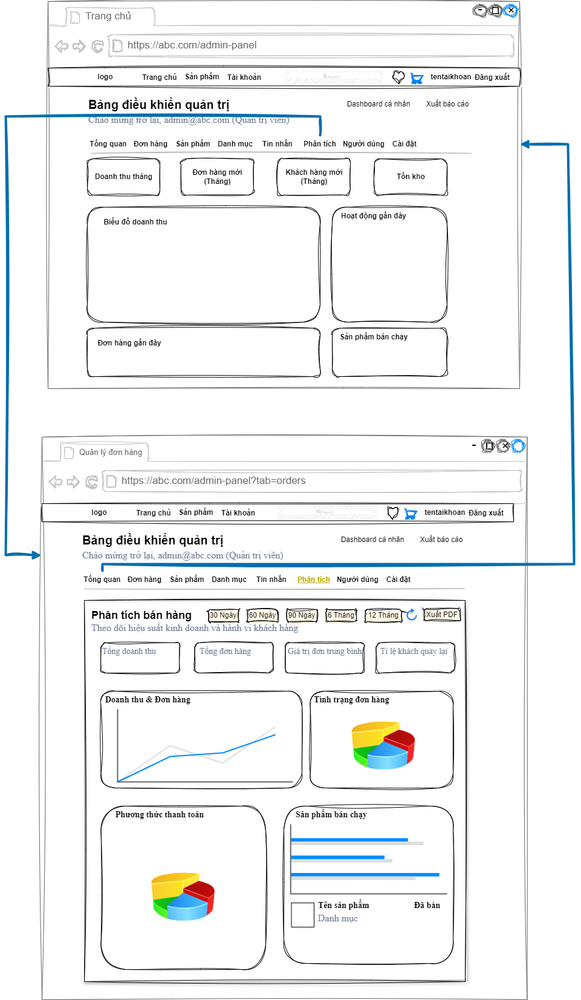 Trang chủ
https://abc.com/admin-panel
logo Trang chủ Sản phẩm Tài khoản Search tentaikhoan Đăng xuất
Bảng điều khiển quản trị Dashboard cá nhân Xuất báo cáo
Chào mừng trở lại, admin@abc.com (Quản trị viên)
Tổng quan Đơn hàng Sản phẩm Danh mục Tin nhắn Phân tích Người dùng Cài đặt
Doanh thu tháng
Đơn hàng mới
(Tháng)
Khách hàng mới
(Tháng)
Tồn kho
Biểu đồ doanh thu
Hoạt động gần đây
Đơn hàng gần đây
Sản phẩm bán chạy
Quản lý đơn hàng
https://abc.com/admin-panel?tab=orders
logo Trang chủ Sản phẩm Tài khoản Search tentaikhoan Đăng xuất
Bảng điều khiển quản trị Dashboard cá nhân Xuất báo cáo
Chào mừng trở lại, admin@abc.com (Quản trị viên)
Tổng quan Đơn hàng Sản phẩm Danh mục Tin nhắn Phân tích Người dùng Cài đặt
Phân tích bán hàng 30 Ngày 60 Ngày 90 Ngày 6 Tháng 12 Tháng Xuất PDF
Theo dõi hiệu suất kinh doanh và hành vi khách hàng
Tổng doanh thu Tổng đơn hàng Giá trị đơn trung bình Tỉ lệ khách quay lại
Doanh thu & Đơn hàng
Tình trạng đơn hàng
Phương thức thanh toán
Sản phẩm bán chạy
Tên sản phẩm Đã bán
Danh mục